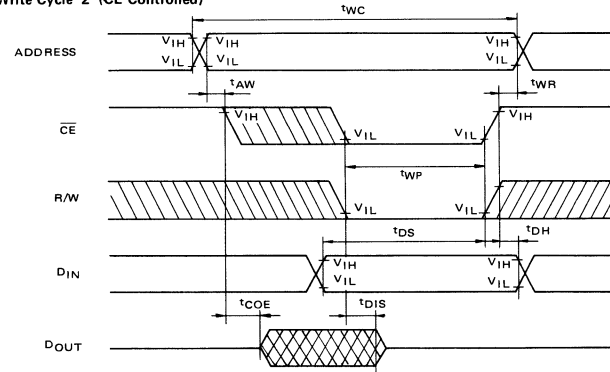 Write Cycle 2 (CE Controlled)
tWC
ADDRESS
VIH
VIH
VIH
VIL
VIL
VIL
tAW
tWR
CE
VIH
VIL
VIL
VIH
tWP
R/W
VIL
VIL
tDS
tDH
DIN
VIH
VIH
VIL
VIL
tCOE
tDIS
DOUT